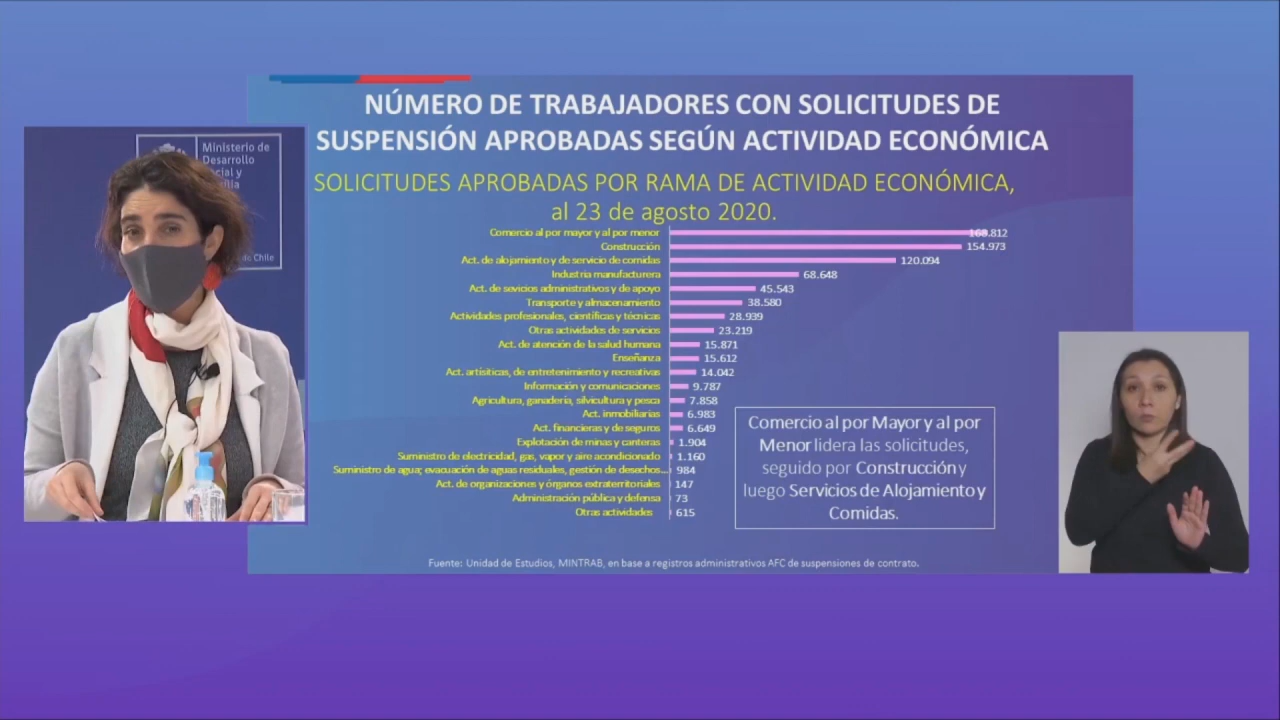 NÚMERO DE TRABAJADORES CON SOLICITUDES DE
SUSPENSIÓN APROBADAS SEGÚN ACTIVIDAD ECONÓMICA
SOLICITUDES APROBADAS POR RAMA DE ACTIVIDAD ECONÓMICA,
al 23 de agosto 2020.
Ministerio de
Desarrollo
Social y
de Chile
Comercio al por mayor y al por menor 168.812
Construcción 154.973
Act. de alojamiento y de servicio de comidas 120.094
Industria manufacturera 68.648
Act. de sevicios administrativos y de apoyo 45.543
Transporte y almacenamiento 38.580
Actividades profesionales, científicas y técnicas 28.939
Otras actividades de servicios 23.219
Act. de atención de la salud humana 15.871
Enseñanza 15.612
Act. artísiticas, de entretenimiento y recreativas 14.042
Información y comunicaciones 9.787
Agricultura, ganadería, silvicultura y pesca 7.858
Act. inmobiliarias 6.983
Act. financieras y de seguros 6.649
Explotación de minas y canteras 1.904
Suministro de electricidad, gas, vapor y aire acondicionado 1.160
Suministro de agua; evacuación de aguas residuales, gestión de desechos... 984
Act. de organizaciones y órganos extraterritoriales 147
Administración pública y defensa 73
Otras actividades 615
Comercio al por Mayor y al por
Menor lidera las solicitudes,
seguido por Construcción y
luego Servicios de Alojamiento y
Comidas.
Fuente: Unidad de Estudios, MINTRAB, en base a registros administrativos AFC de suspensiones de contrato.